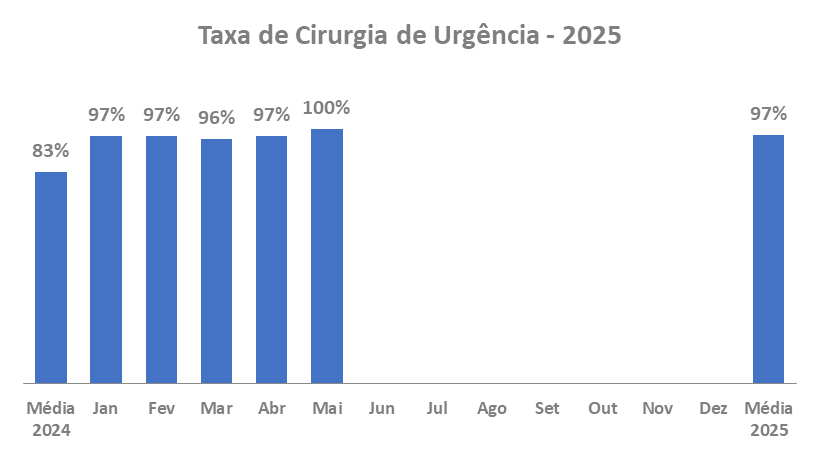 Taxa de Cirurgia de Urgência - 2025
83%
97%
97%
96%
97%
100%
97%
Média 2024
Jan
Fev
Mar
Abr
Mai
Jun
Jul
Ago
Set
Out
Nov
Dez
Média 2025